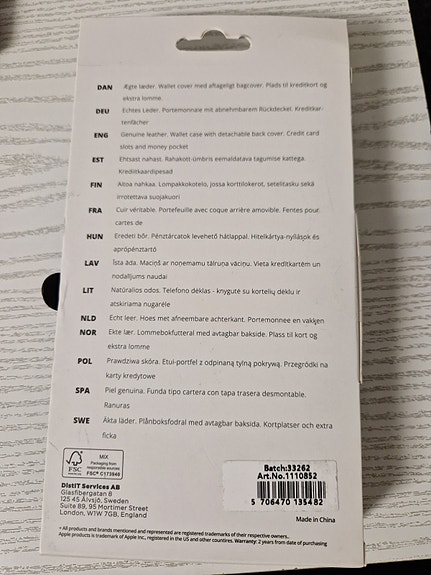 DAN Ægte læder. Wallet cover med aftageligt bagcover. Plads til kreditkort og
ekstra lomme.
DEU Echtes Leder. Portemonnaie mit abnehmbarem Rückdeckel. Kreditkar-
tenfächer
ENG Genuine leather. Wallet case with detachable back cover. Credit card
slots and money pocket
EST Ehtsast nahast. Rahakott-ümbris eemaldatava tagumise kattega.
Krediitkaardipesad
FIN Aitoa nahkaa. Lompakkokotelo, jossa korttilokerot, setelitasku sekä
irrotettava suojakuori
FRA Cuir véritable. Portefeuille avec coque arrière amovible. Fentes pour
cartes de
HUN Eredeti bőr. Pénztárcatok levehető hátlappal. Hitelkártya-nyílások és
aprópénztartó
LAV Īsta āda. Maciņš ar noņemamu tālruņa vāciņu. Vieta kredītkartēm un
nodalījums naudai
LIT Natūralios odos. Telefono dėklas - knygutė su kortelių dėklu ir
atskiriama nugarėle
NLD Echt leer. Hoes met afneembare achterkant. Portemonnee en vakken
NOR Ekte lær. Lommebokfutteral med avtagbar bakside. Plass til kort og
ekstra lomme
POL Prawdziwa skóra. Etui-portfel z odpinaną tylną pokrywą. Przegródki na
karty kredytowe
SPA Piel genuina. Funda tipo cartera con tapa trasera desmontable.
Ranuras
SWE Äkta läder. Plånboksfodral med avtagbar bakside. Kortplatser och extra
ficka
FSC
MIX
Packaging from
responsible sources
FSC® C173946
DistIT Services AB
Glasfibergatan 8
125 45 Älvsjö, Sweden
Suite 89, 95 Mortimer Street
London, W1W 7GB, England
Batch:33262
Art.No.1110852
5 706470 135482
Made in China
* All products and brands mentioned and represented are registered trademarks of their respective owners.
Apple products is trademark of Apple Inc., registered in the US and other countries. Warranty: 2 years from date of purchasing